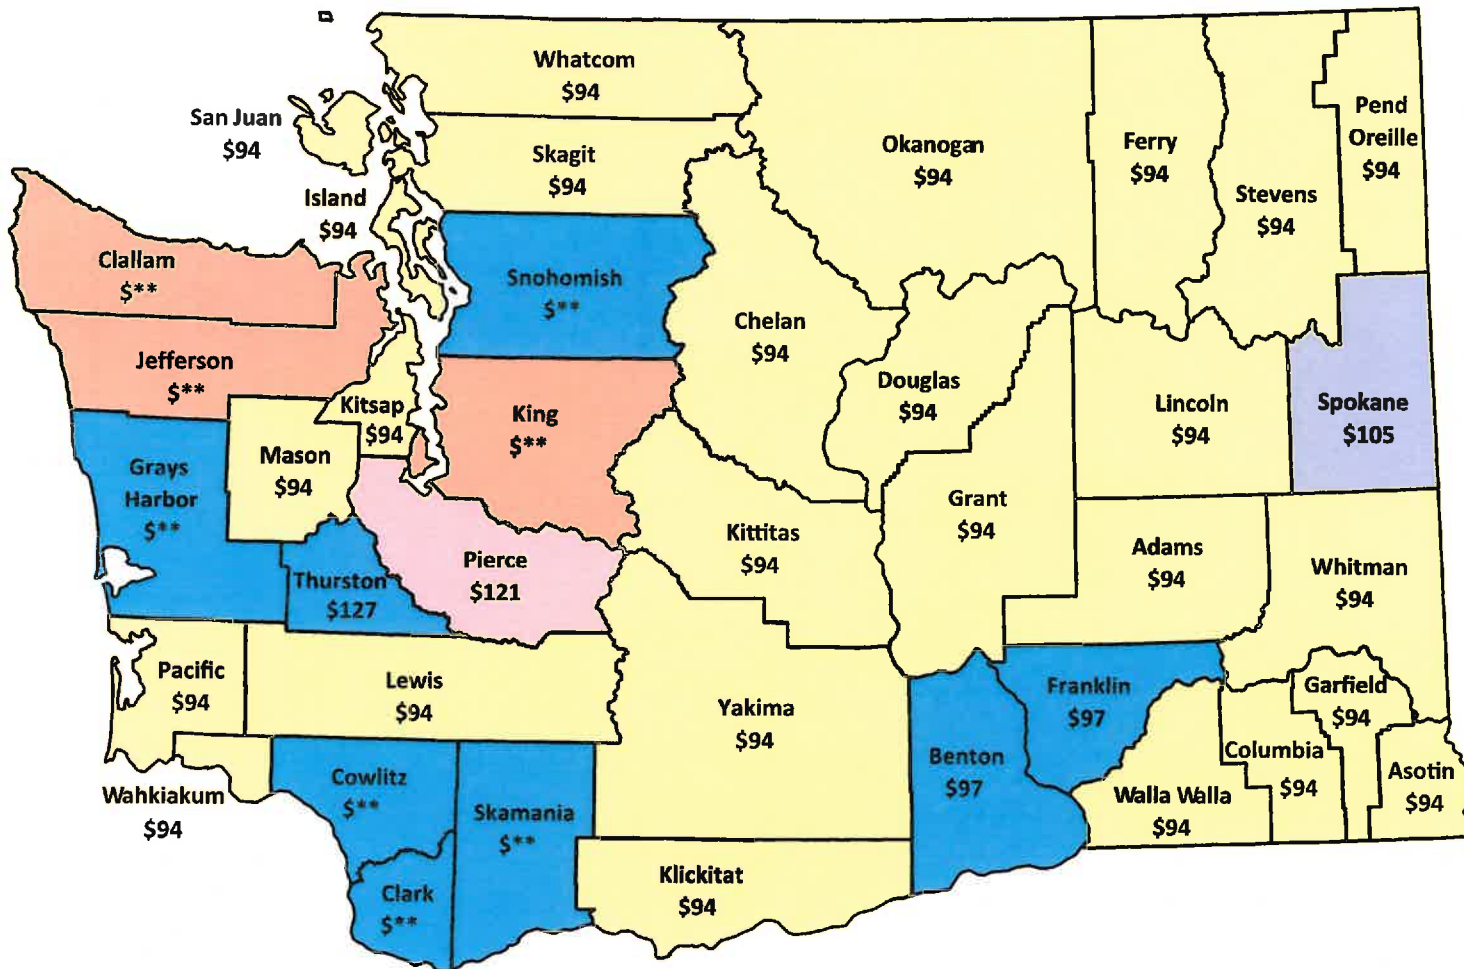 Whatcom
$94
San Juan
$94
Skagit
$94
Island
$94
Okanogan
$94
Ferry
$94
Stevens
$94
Pend
Oreille
$94
Clallam
$**
Snohomish
$**
Jefferson
$**
Chelan
$94
Douglas
$94
Kitsap
$94
King
$**
Lincoln
$94
Spokane
$105
Mason
$94
Grays
Harbor
$**
Grant
$94
Kittitas
$94
Adams
$94
Whitman
$94
Pierce
$121
Thurston
$127
Pacific
$94
Lewis
$94
Yakima
$94
Franklin
$97
Garfield
$94
Benton
$97
Columbia
$94
Asotin
$94
Walla Walla
$94
Wahkiakum
$94
Cowlitz
$**
Skamania
$**
Klickitat
$94
Clark
$**